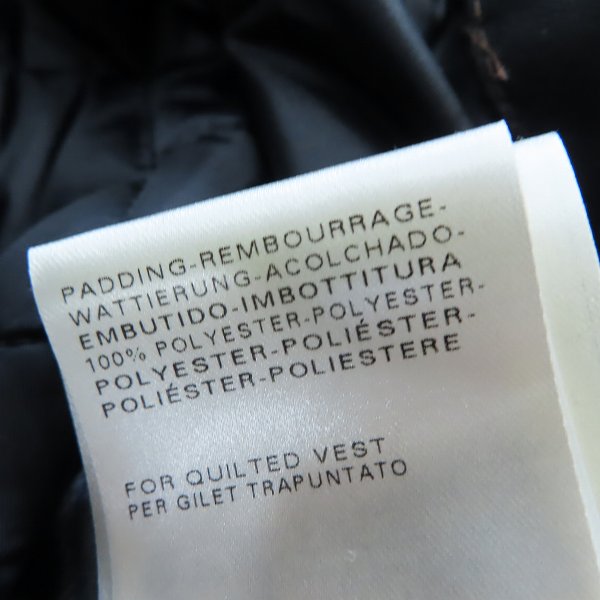 PADDING-REMBOURRAGE-
WATTIERUNG-ACOLCHADO-
EMBUTIDO-IMBOTTITURA
100% POLYESTER-POLYESTER-
POLYESTER-POLIÉSTER-
POLIÉSTER-POLIESTERE
FOR QUILTED VEST
PER GILET TRAPUNTATO